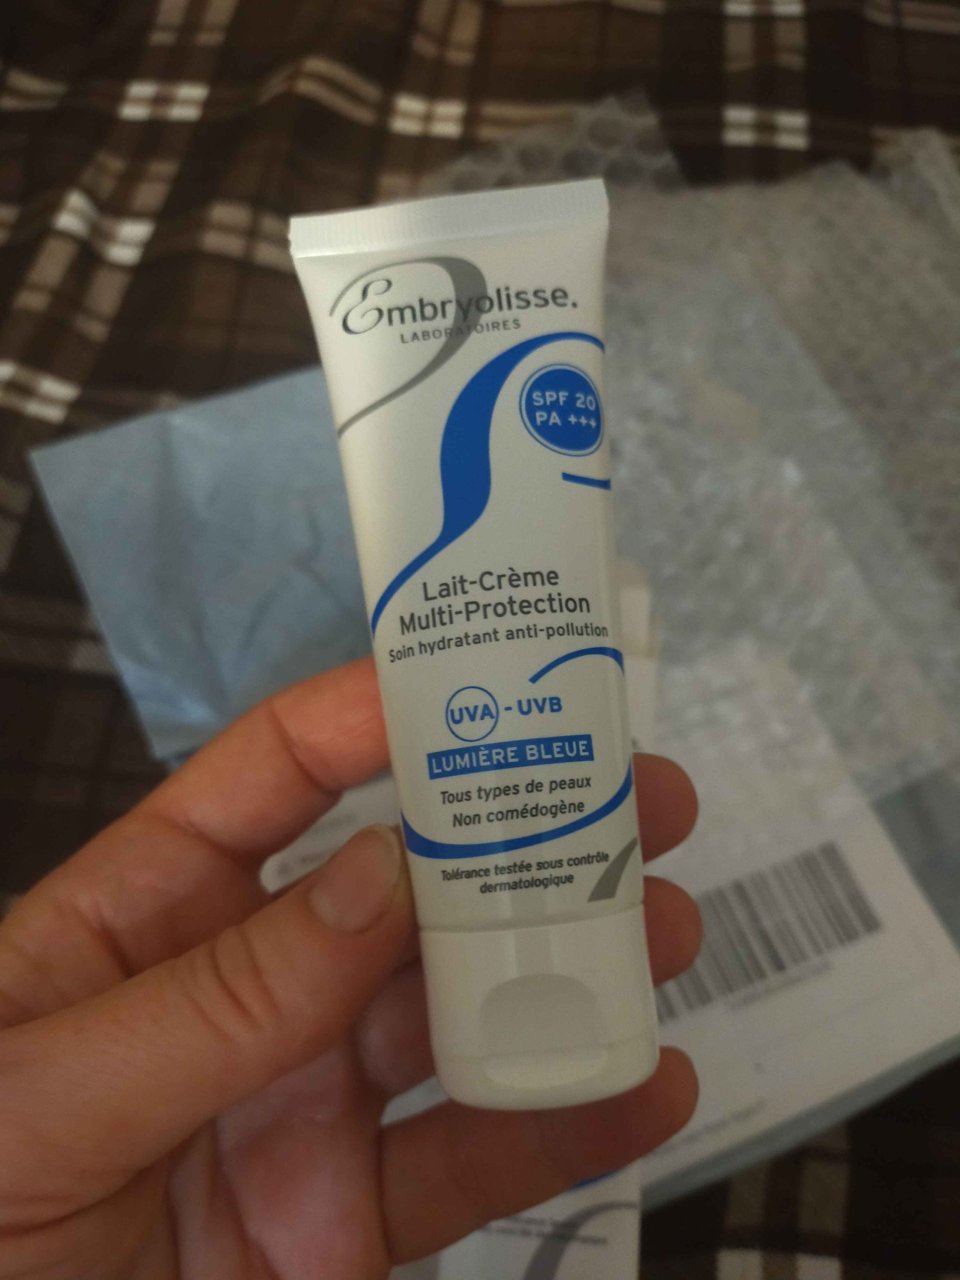 Embryolisse.
LABORATOIRES
SPF 20
PA +++
Lait-Crème
Multi-Protection
Soin hydratant anti-pollution
UVA - UVB
LUMIÈRE BLEUE
Tous types de peaux
Non comédogène
Tolérance testée sous contrôle
dermatologique